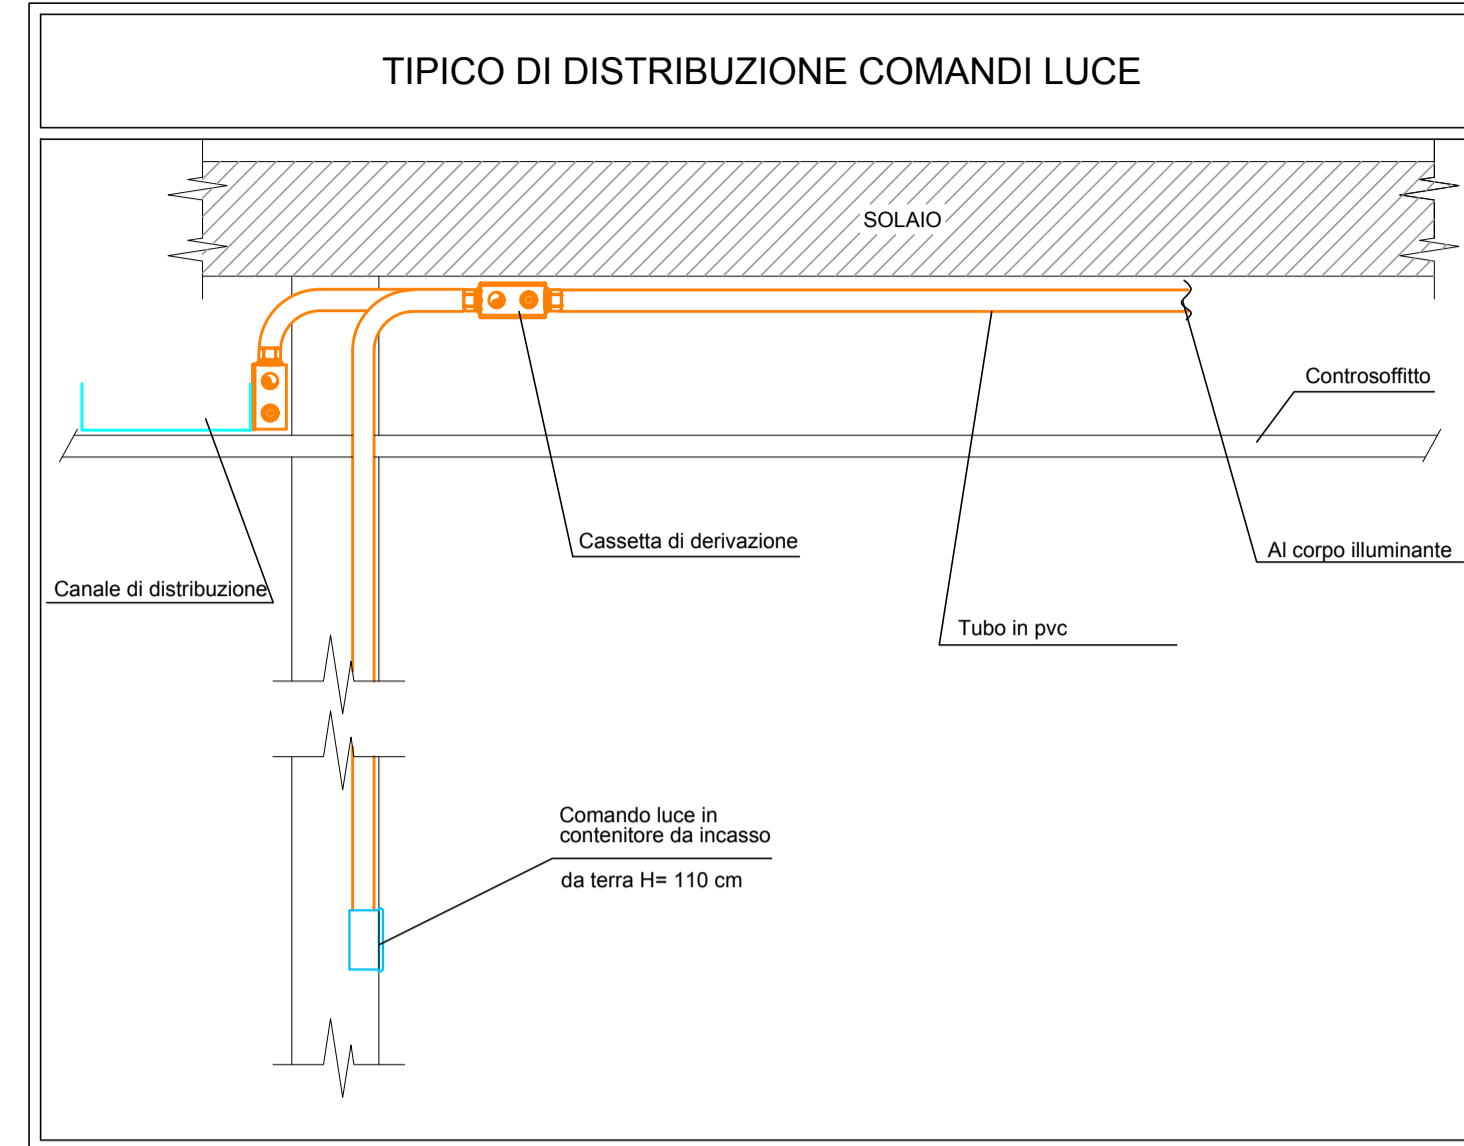 TIPICO DI DISTRIBUZIONE COMANDI LUCE
SOLAIO
Controsoffitto
Cassetta di derivazione
Al corpo illuminante
Canale di distribuzione
Tubo in pvc
Comando luce in
contenitore da incasso
da terra H= 110 cm